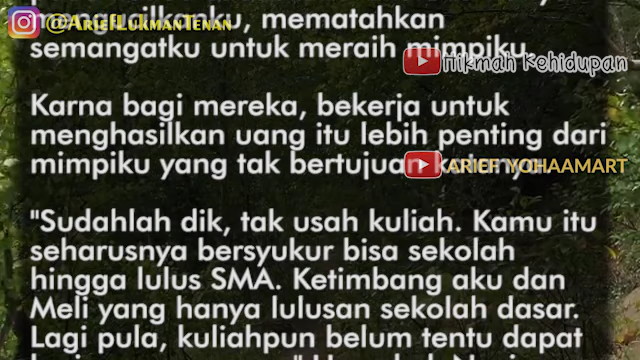 @AriefLukmanTenan
semangatku untuk meraih mimpiku.
Hikmah Kehidupan
Karna bagi mereka, bekerja untuk
menghasilkan uang itu lebih penting dari
mimpiku yang tak bertujuan katanya.
ARIEF YOHAAMART
"Sudahlah dik, tak usah kuliah. Kamu itu
seharusnya bersyukur bisa sekolah
hingga lulus SMA. Ketimbang aku dan
Meli yang hanya lulusan sekolah dasar.
Lagi pula, kuliahpun belum tentu dapat